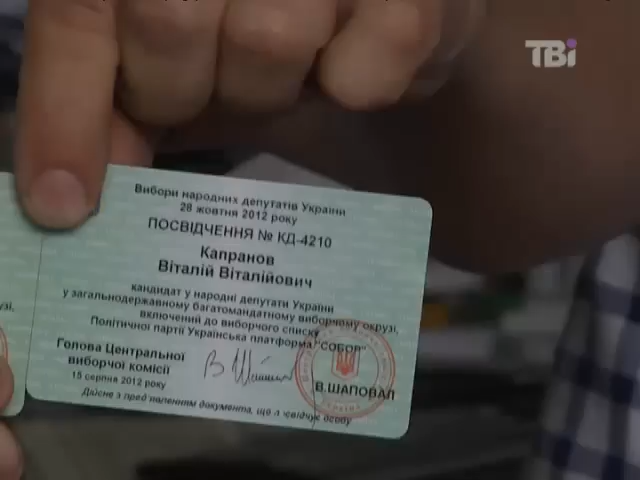 ТВі
Вибори народних депутатів України
28 жовтня 2012 року
ПОСВІДЧЕННЯ № КД-4210
Капранов
Віталій Віталійович
кандидат у народні депутати України
у загальнодержавному багатомандатному виборчому окрузі,
включений до виборчого списку
Політичної партії Українська платформа "СОБОР"
Голова Центральної
виборчої комісії
В.ШАПОВАЛ
15 серпня 2012 року
Дійсне з пред'явленням документа, що посвідчує особу